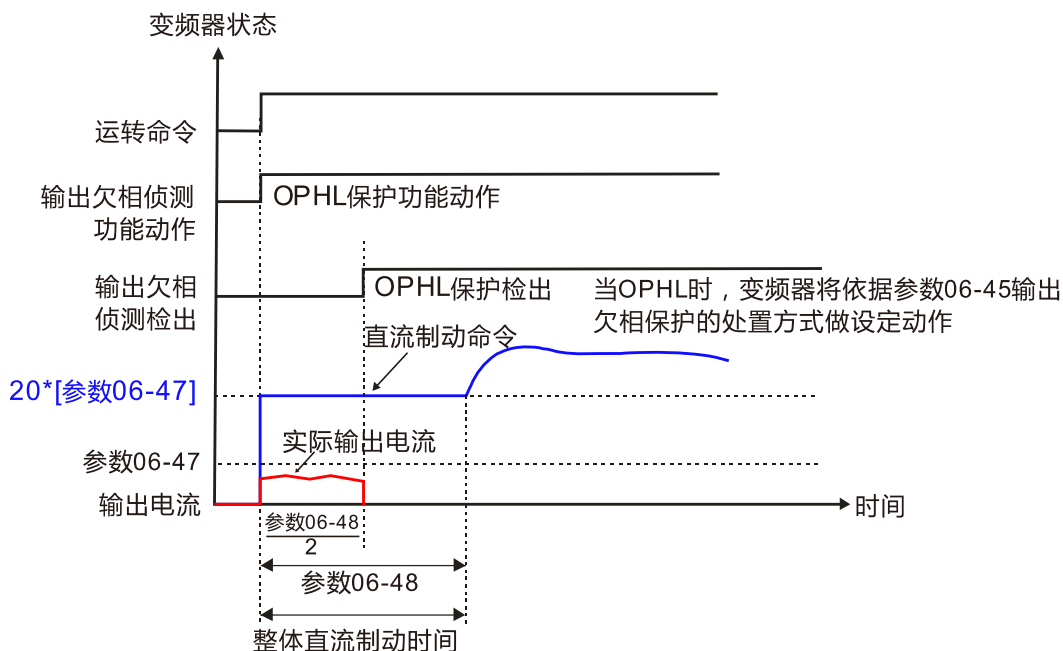 变频器状态
运转命令
输出欠相侦测
功能动作
OPHL保护功能动作
输出欠相
侦测检出
OPHL保护检出
当OPHL时，变频器将依据参数06-45输出
欠相保护的处置方式做设定动作
直流制动命令
20*[参数06-47]
实际输出电流
参数06-47
输出电流
时间
参数06-48
2
参数06-48
整体直流制动时间